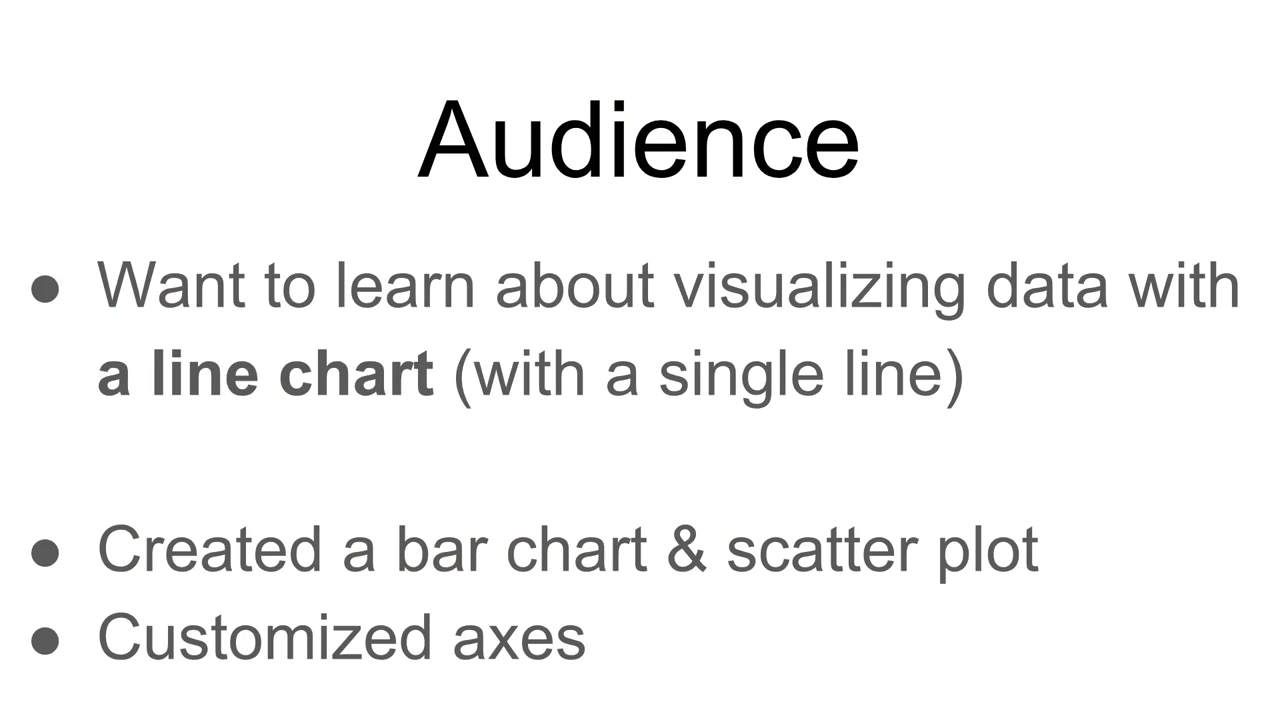 Audience
● Want to learn about visualizing data with
a line chart (with a single line)
● Created a bar chart & scatter plot
● Customized axes